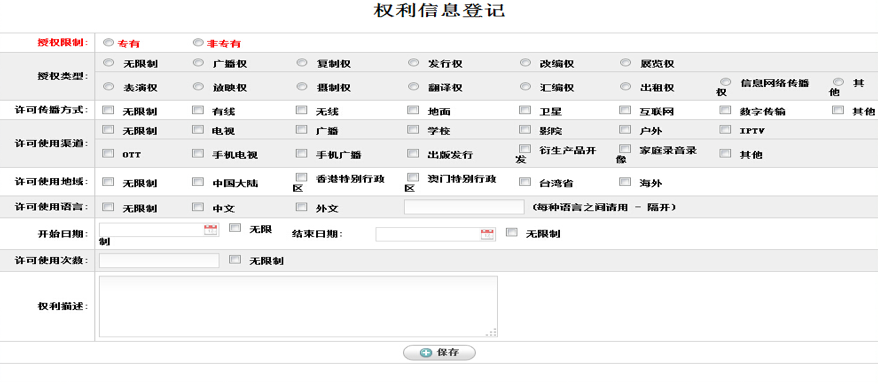 权利信息登记
授权限制: 专有 非专有
授权类型: 无限制 广播权 复制权 发行权 改编权 展览权
表演权 放映权 摄制权 翻译权 汇编权 出租权 信息网络传播权 其他
许可传播方式: 无限制 有线 无线 地面 卫星 互联网 数字传输 其他
许可使用渠道: 无限制 电视 广播 学校 影院 户外 IPTV
OTT 手机电视 手机广播 出版发行 衍生产品开发 家庭录音录像 其他
许可使用地域: 无限制 中国大陆 香港特别行政区 澳门特别行政区 台湾省 海外
许可使用语言: 无限制 中文 外文 (每种语言之间请用 - 隔开)
开始日期: 无限制 结束日期: 无限制
许可使用次数: 无限制
权利描述:
保存